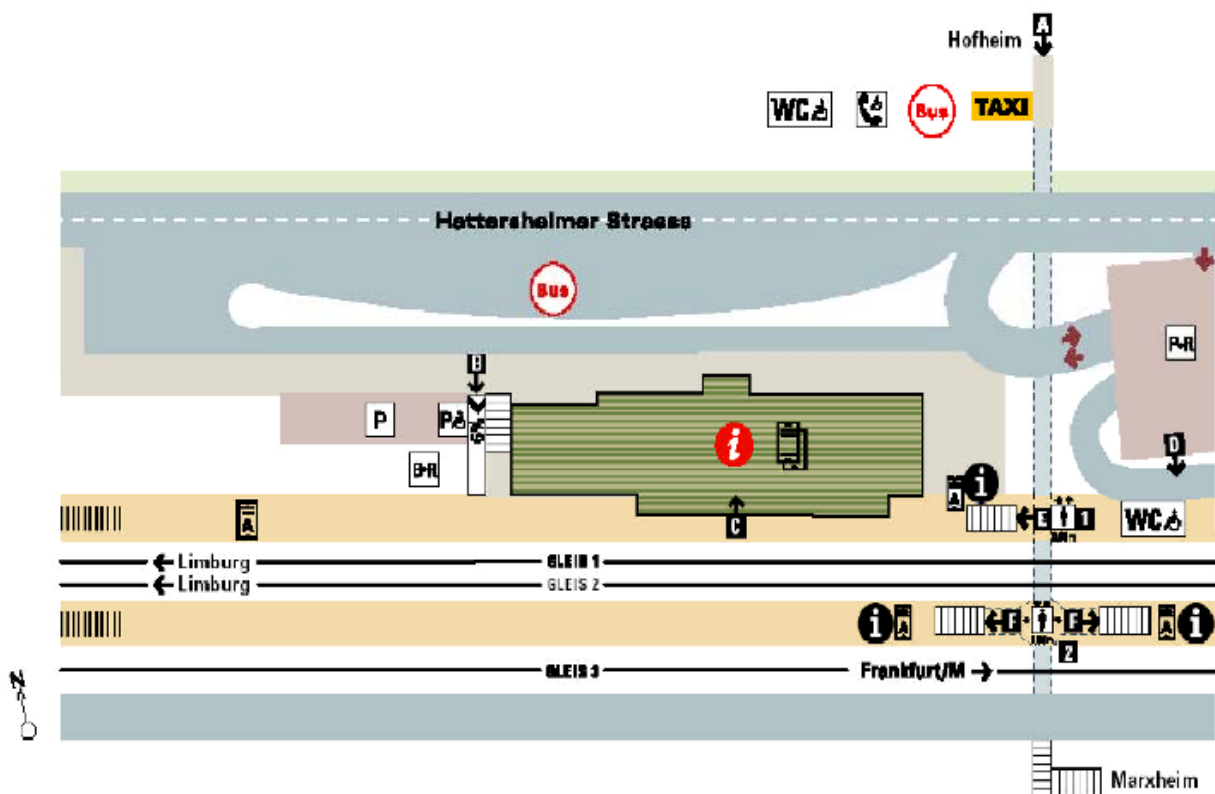 A
Hofheim
WC
Bus
TAXI
Hattersheimer Strasse
Bus
P+R
B
P
P
D
B+R
i
A
A
i
C
E
1
WC
Limburg
GLEIS 1
Limburg
GLEIS 2
i
A
F
F
A
i
2
GLEIS 3
Frankfurt/M
N
Marxheim